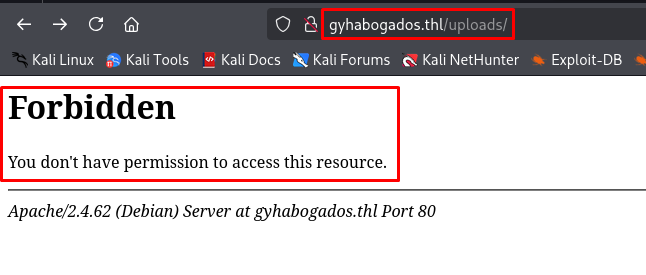 gyhabogados.thl/uploads/
Kali Linux Kali Tools Kali Docs Kali Forums Kali NetHunter Exploit-DB
Forbidden
You don't have permission to access this resource.
Apache/2.4.62 (Debian) Server at gyhabogados.thl Port 80